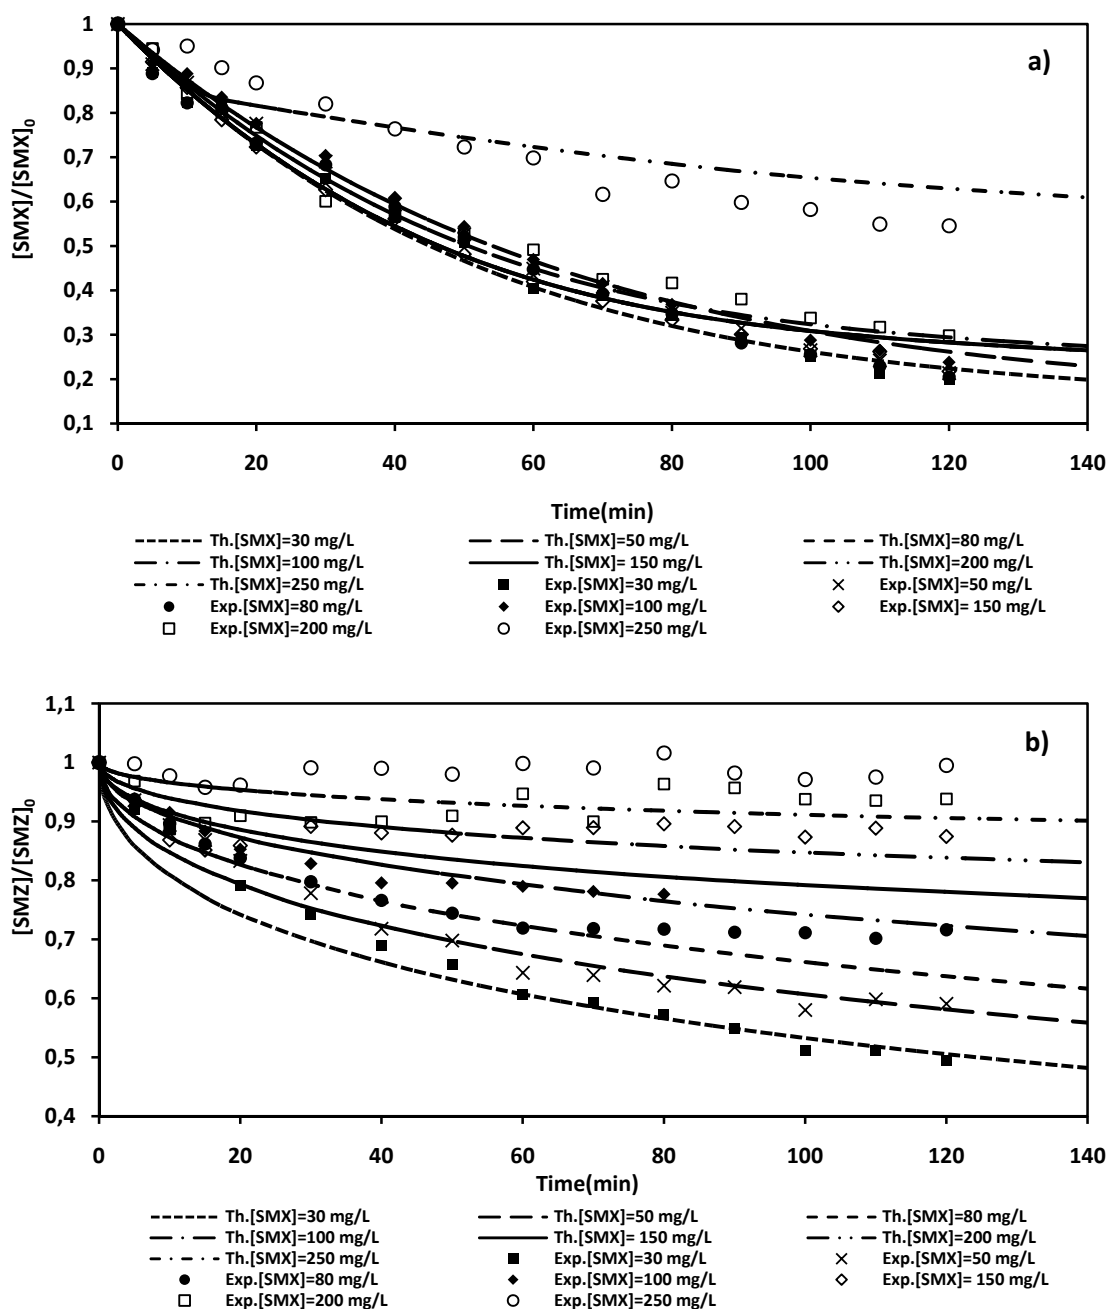 a)
[SMX]/[SMX]0
1
0,9
0,8
0,7
0,6
0,5
0,4
0,3
0,2
0,1
0 20 40 60 80 100 120 140
Time(min)
Th.[SMX]=30 mg/L Th.[SMX]=50 mg/L Th.[SMX]=80 mg/L
Th.[SMX]=100 mg/L Th.[SMX]= 150 mg/L Th.[SMX]=200 mg/L
Th.[SMX]=250 mg/L Exp.[SMX]=30 mg/L Exp.[SMX]=50 mg/L
Exp.[SMX]=80 mg/L Exp.[SMX]=100 mg/L Exp.[SMX]= 150 mg/L
Exp.[SMX]=200 mg/L Exp.[SMX]=250 mg/L
b)
[SMZ]/[SMZ]0
1,1
1
0,9
0,8
0,7
0,6
0,5
0,4
0 20 40 60 80 100 120 140
Time(min)
Th.[SMX]=30 mg/L Th.[SMX]=50 mg/L Th.[SMX]=80 mg/L
Th.[SMX]=100 mg/L Th.[SMX]= 150 mg/L Th.[SMX]=200 mg/L
Th.[SMX]=250 mg/L Exp.[SMX]=30 mg/L Exp.[SMX]=50 mg/L
Exp.[SMX]=80 mg/L Exp.[SMX]=100 mg/L Exp.[SMX]= 150 mg/L
Exp.[SMX]=200 mg/L Exp.[SMX]=250 mg/L